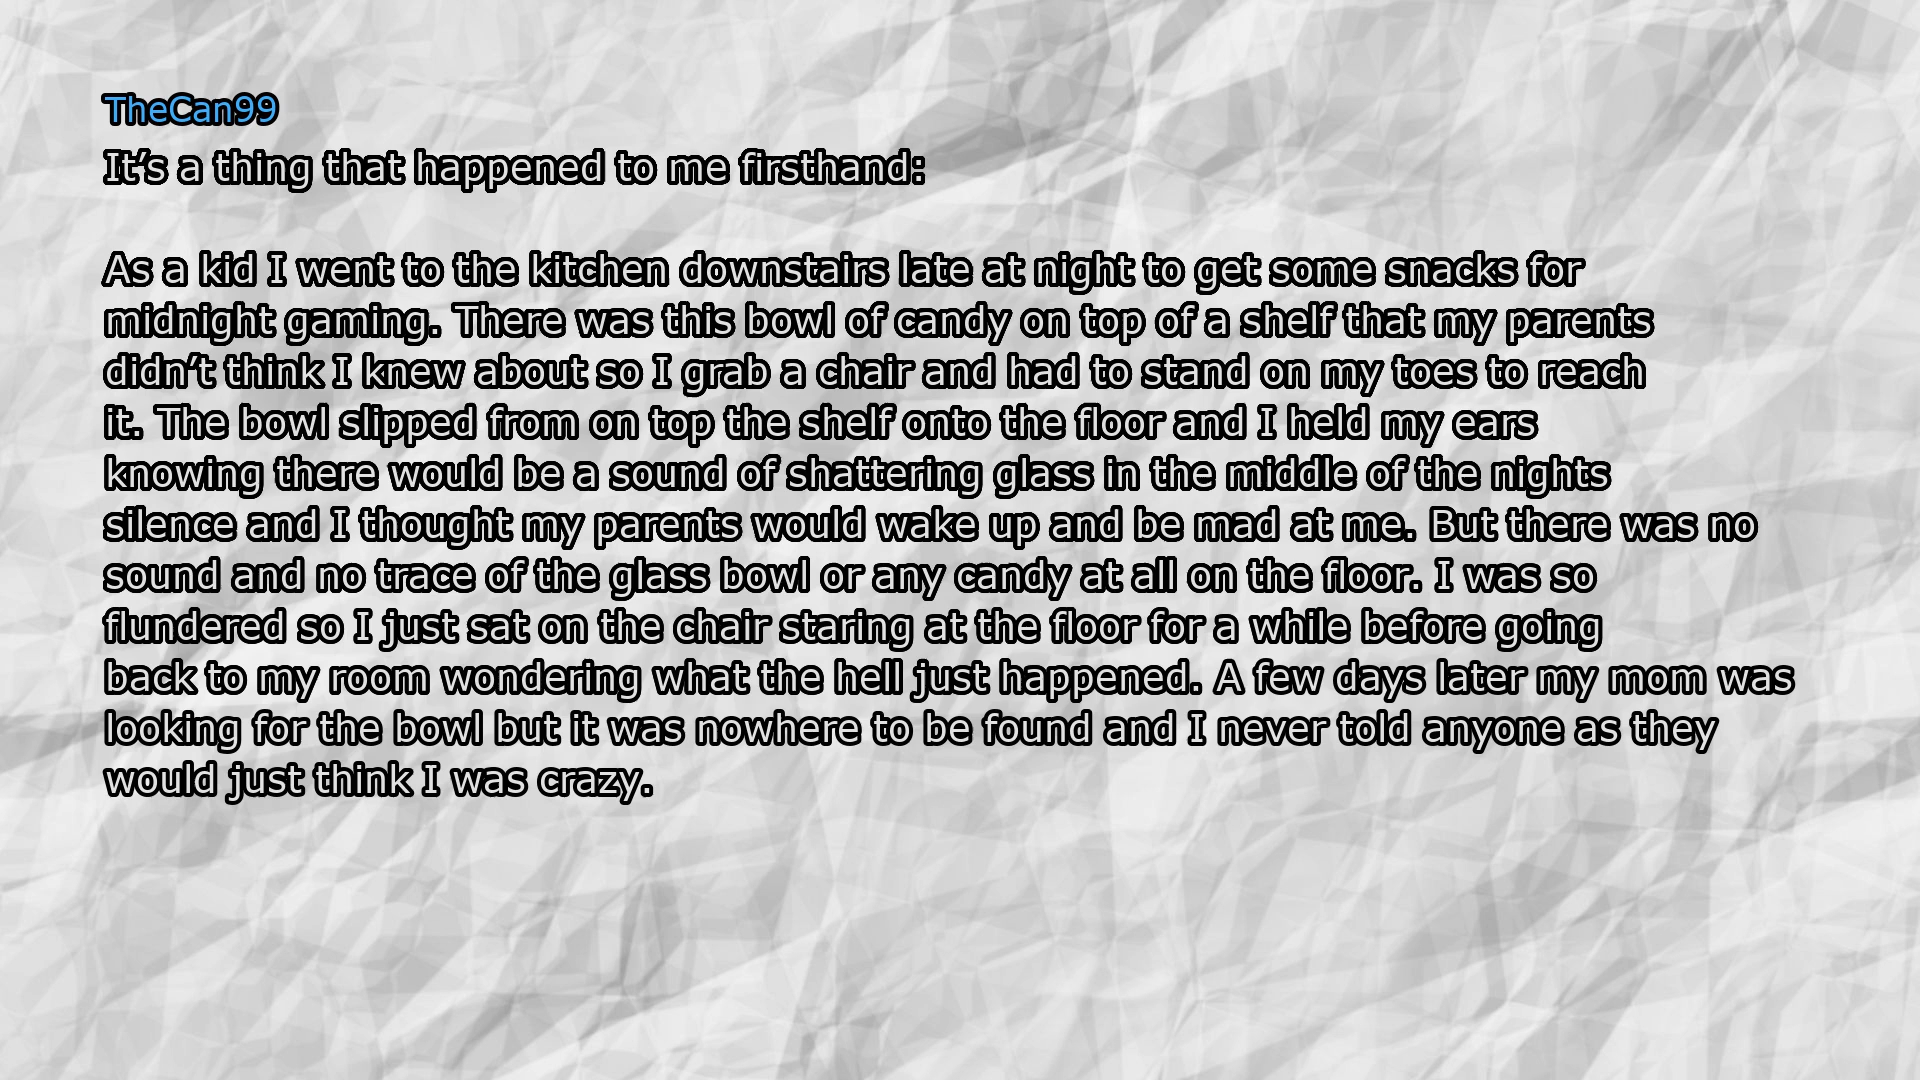 TheCan99
It’s a thing that happened to me firsthand:
As a kid I went to the kitchen downstairs late at night to get some snacks for
midnight gaming. There was this bowl of candy on top of a shelf that my parents
didn’t think I knew about so I grab a chair and had to stand on my toes to reach
it. The bowl slipped from on top the shelf onto the floor and I held my ears
knowing there would be a sound of shattering glass in the middle of the nights
silence and I thought my parents would wake up and be mad at me. But there was no
sound and no trace of the glass bowl or any candy at all on the floor. I was so
flundered so I just sat on the chair staring at the floor for a while before going
back to my room wondering what the hell just happened. A few days later my mom was
looking for the bowl but it was nowhere to be found and I never told anyone as they
would just think I was crazy.